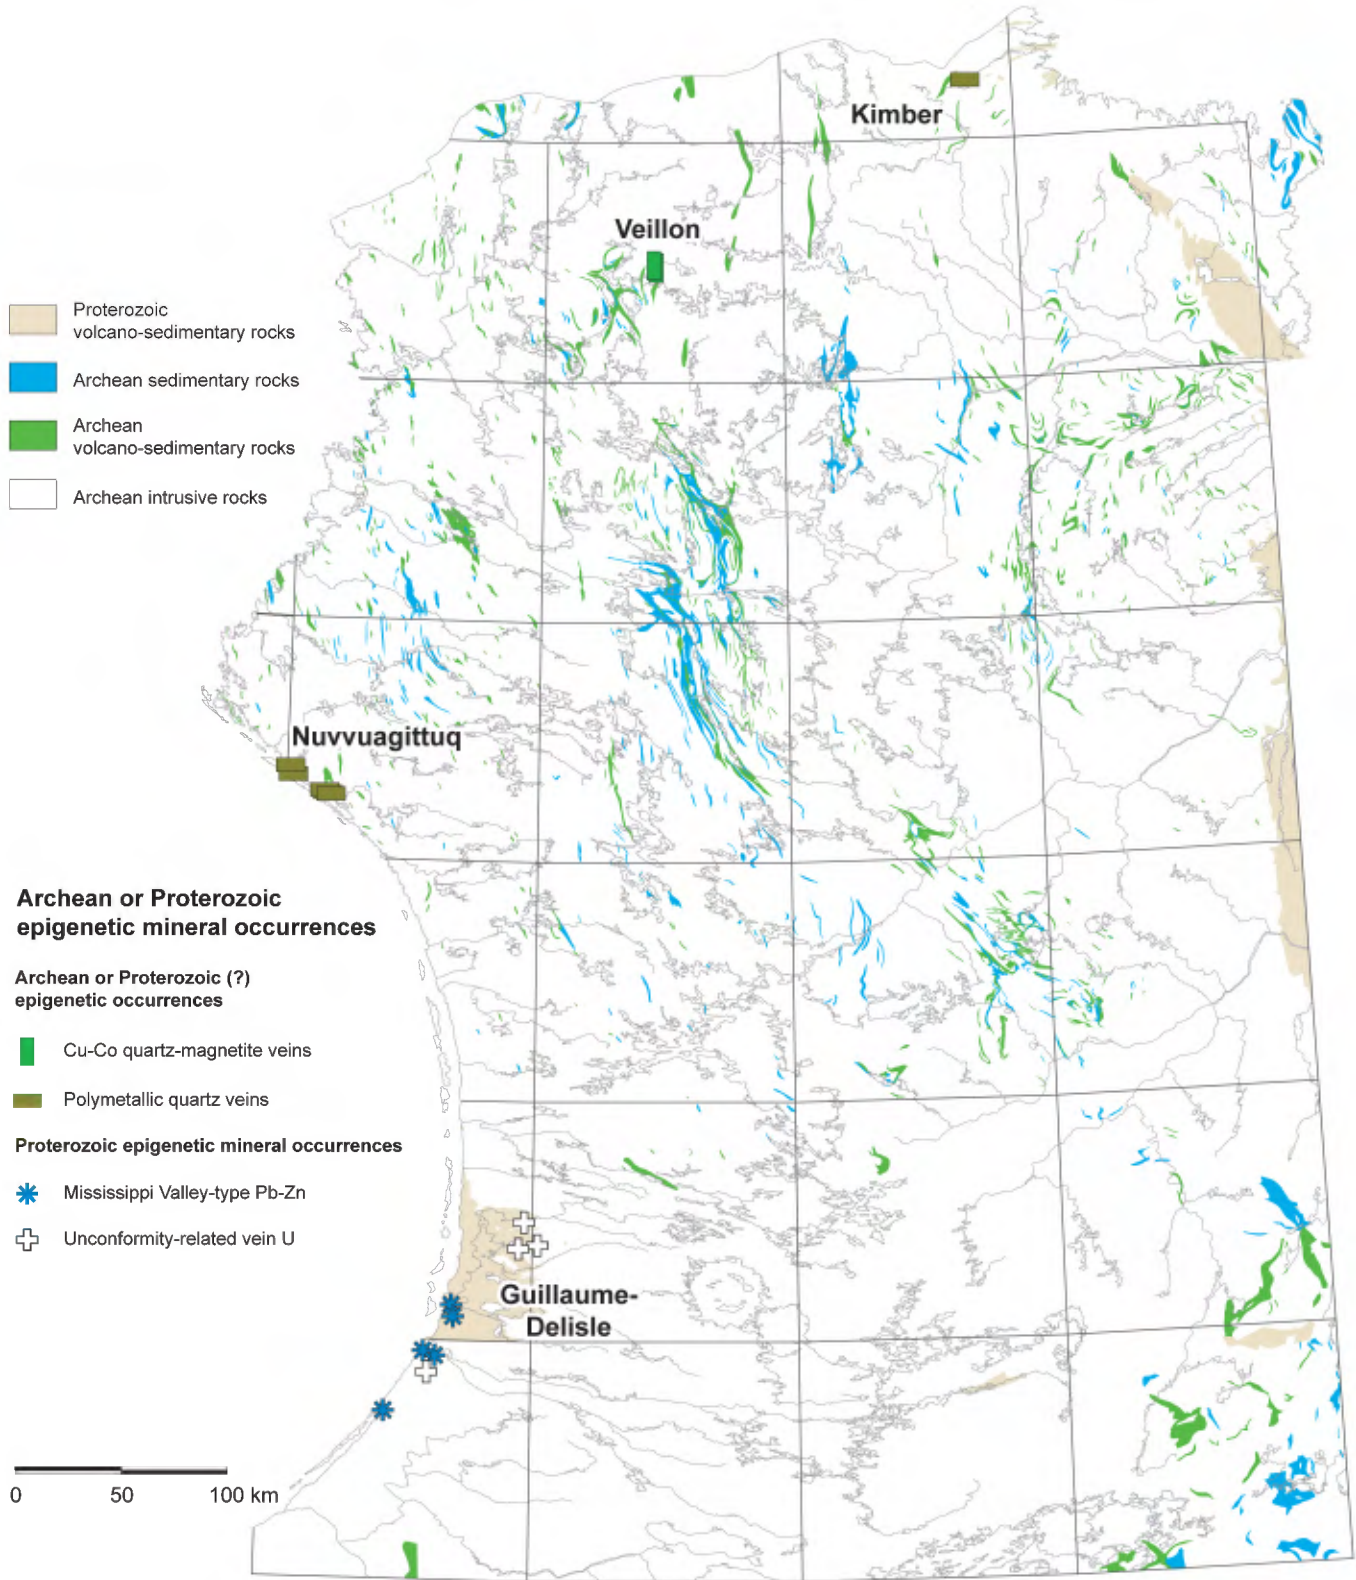 Kimber
Veillon
Proterozoic
volcano-sedimentary rocks
Archean sedimentary rocks
Archean
volcano-sedimentary rocks
Archean intrusive rocks
Nuvvuagittuq
Archean or Proterozoic
epigenetic mineral occurrences
Archean or Proterozoic (?)
epigenetic occurrences
Cu-Co quartz-magnetite veins
Polymetallic quartz veins
Proterozoic epigenetic mineral occurrences
Mississippi Valley-type Pb-Zn
Unconformity-related vein U
Guillaume-
Delisle
0 50 100 km